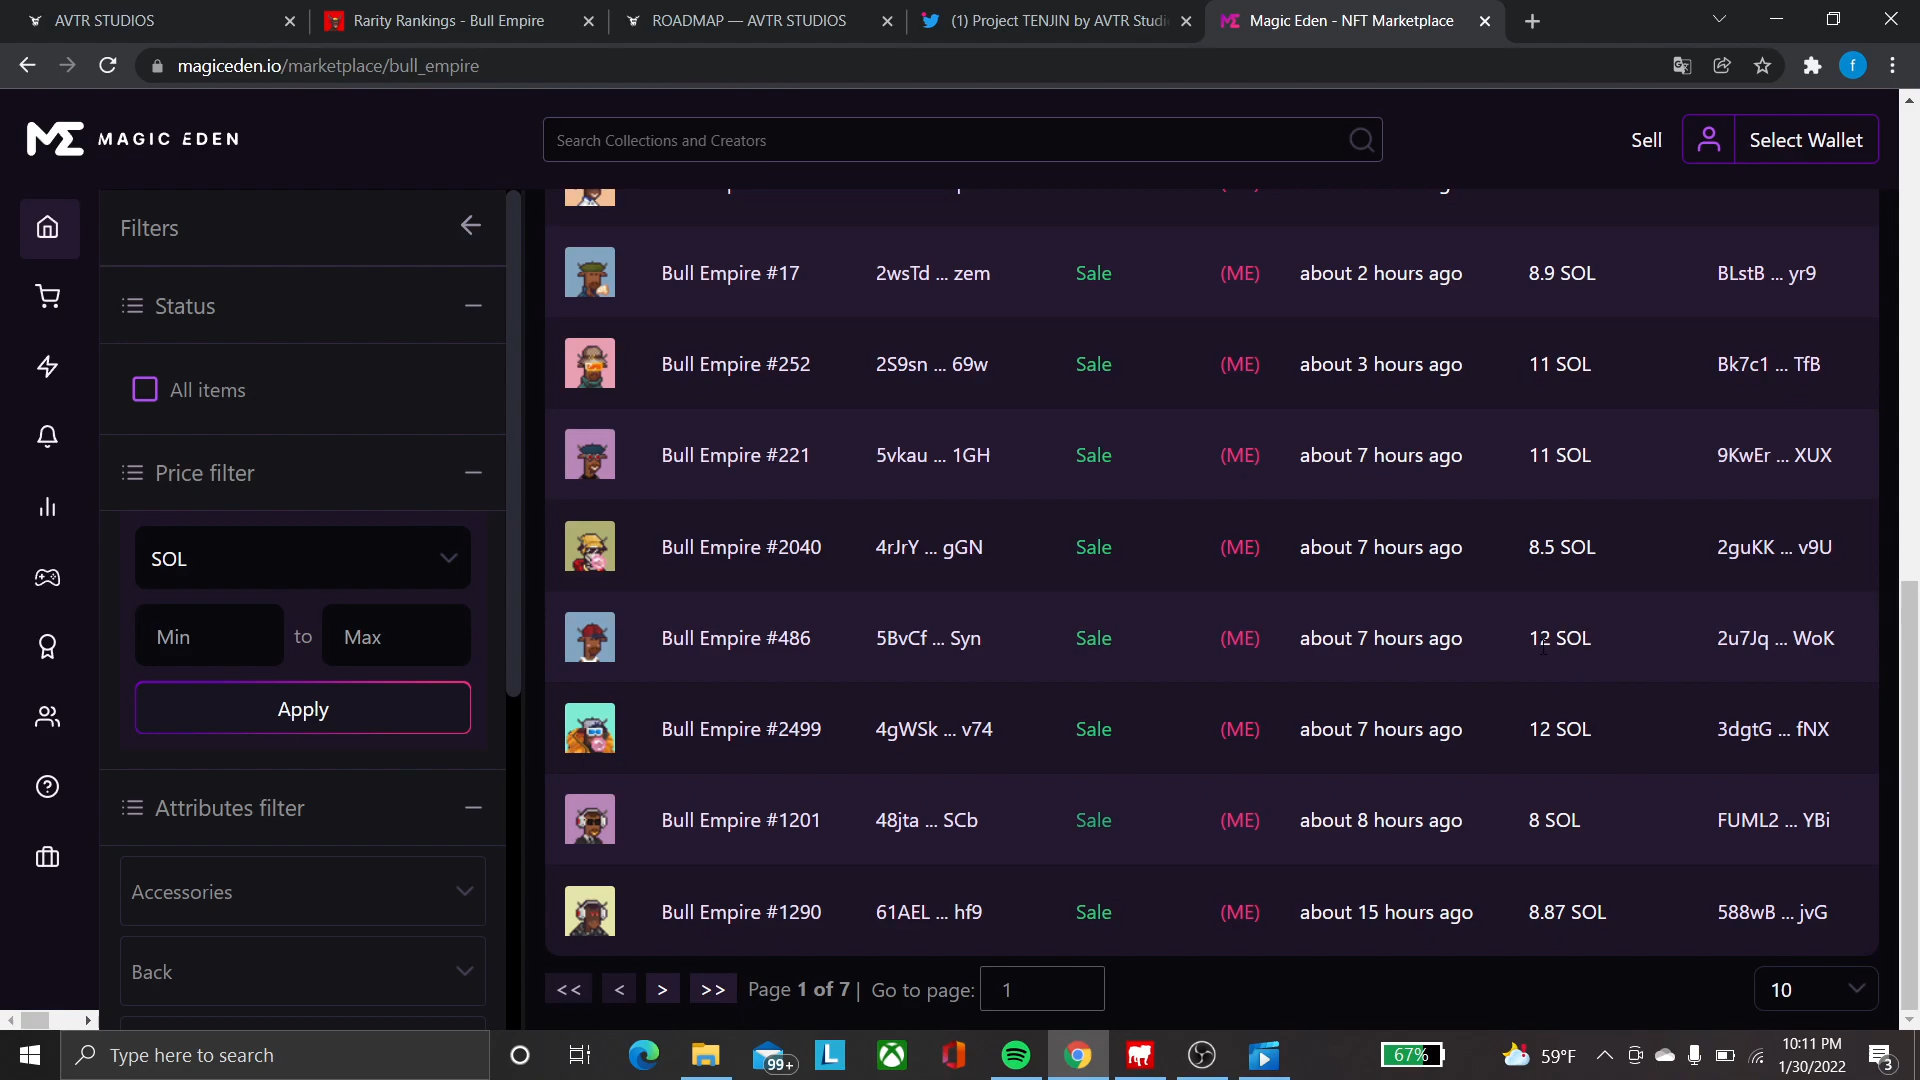 AVTR STUDIOS
Rarity Rankings - Bull Empire
ROADMAP — AVTR STUDIOS
(1) Project TENJIN by AVTR Studi
Magic Eden - NFT Marketplace
magiceden.io/marketplace/bull_empire
f
MAGIC EDEN
Search Collections and Creators
Sell
Select Wallet
Filters
Status
All items
Price filter
SOL
Min
to
Max
Apply
Attributes filter
Accessories
Back
Bull Empire #17 2wsTd ... zem Sale (ME) about 2 hours ago 8.9 SOL BLstB ... yr9
Bull Empire #252 2S9sn ... 69w Sale (ME) about 3 hours ago 11 SOL Bk7c1 ... TfB
Bull Empire #221 5vkau ... 1GH Sale (ME) about 7 hours ago 11 SOL 9KwEr ... XUX
Bull Empire #2040 4rJrY ... gGN Sale (ME) about 7 hours ago 8.5 SOL 2guKK ... v9U
Bull Empire #486 5BvCf ... Syn Sale (ME) about 7 hours ago 12 SOL 2u7Jq ... WoK
Bull Empire #2499 4gWSk ... v74 Sale (ME) about 7 hours ago 12 SOL 3dgtG ... fNX
Bull Empire #1201 48jta ... SCb Sale (ME) about 8 hours ago 8 SOL FUML2 ... YBi
Bull Empire #1290 61AEL ... hf9 Sale (ME) about 15 hours ago 8.87 SOL 588wB ... jvG
<< < > >> Page 1 of 7 | Go to page: 1
10
Type here to search
99+
L
67%
59°F
10:11 PM
1/30/2022
3